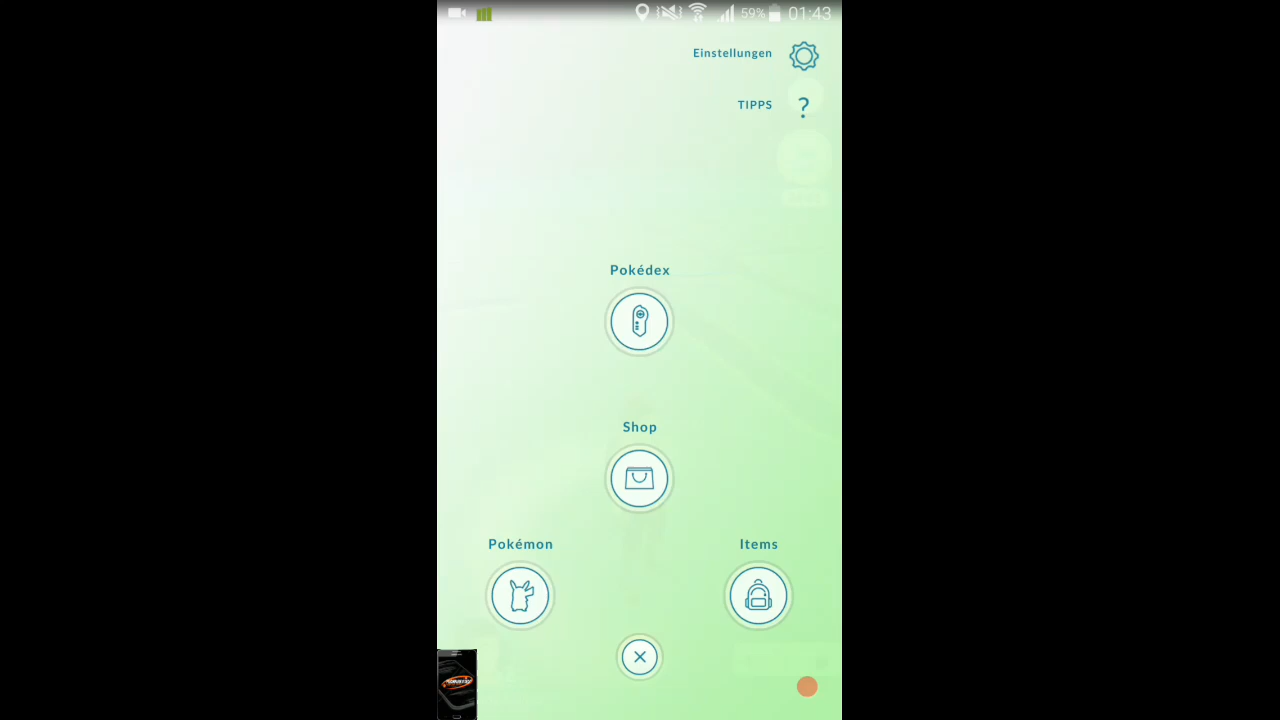 59% 01:43
Einstellungen
TIPPS ?
Pokédex
Shop
Pokémon
Items